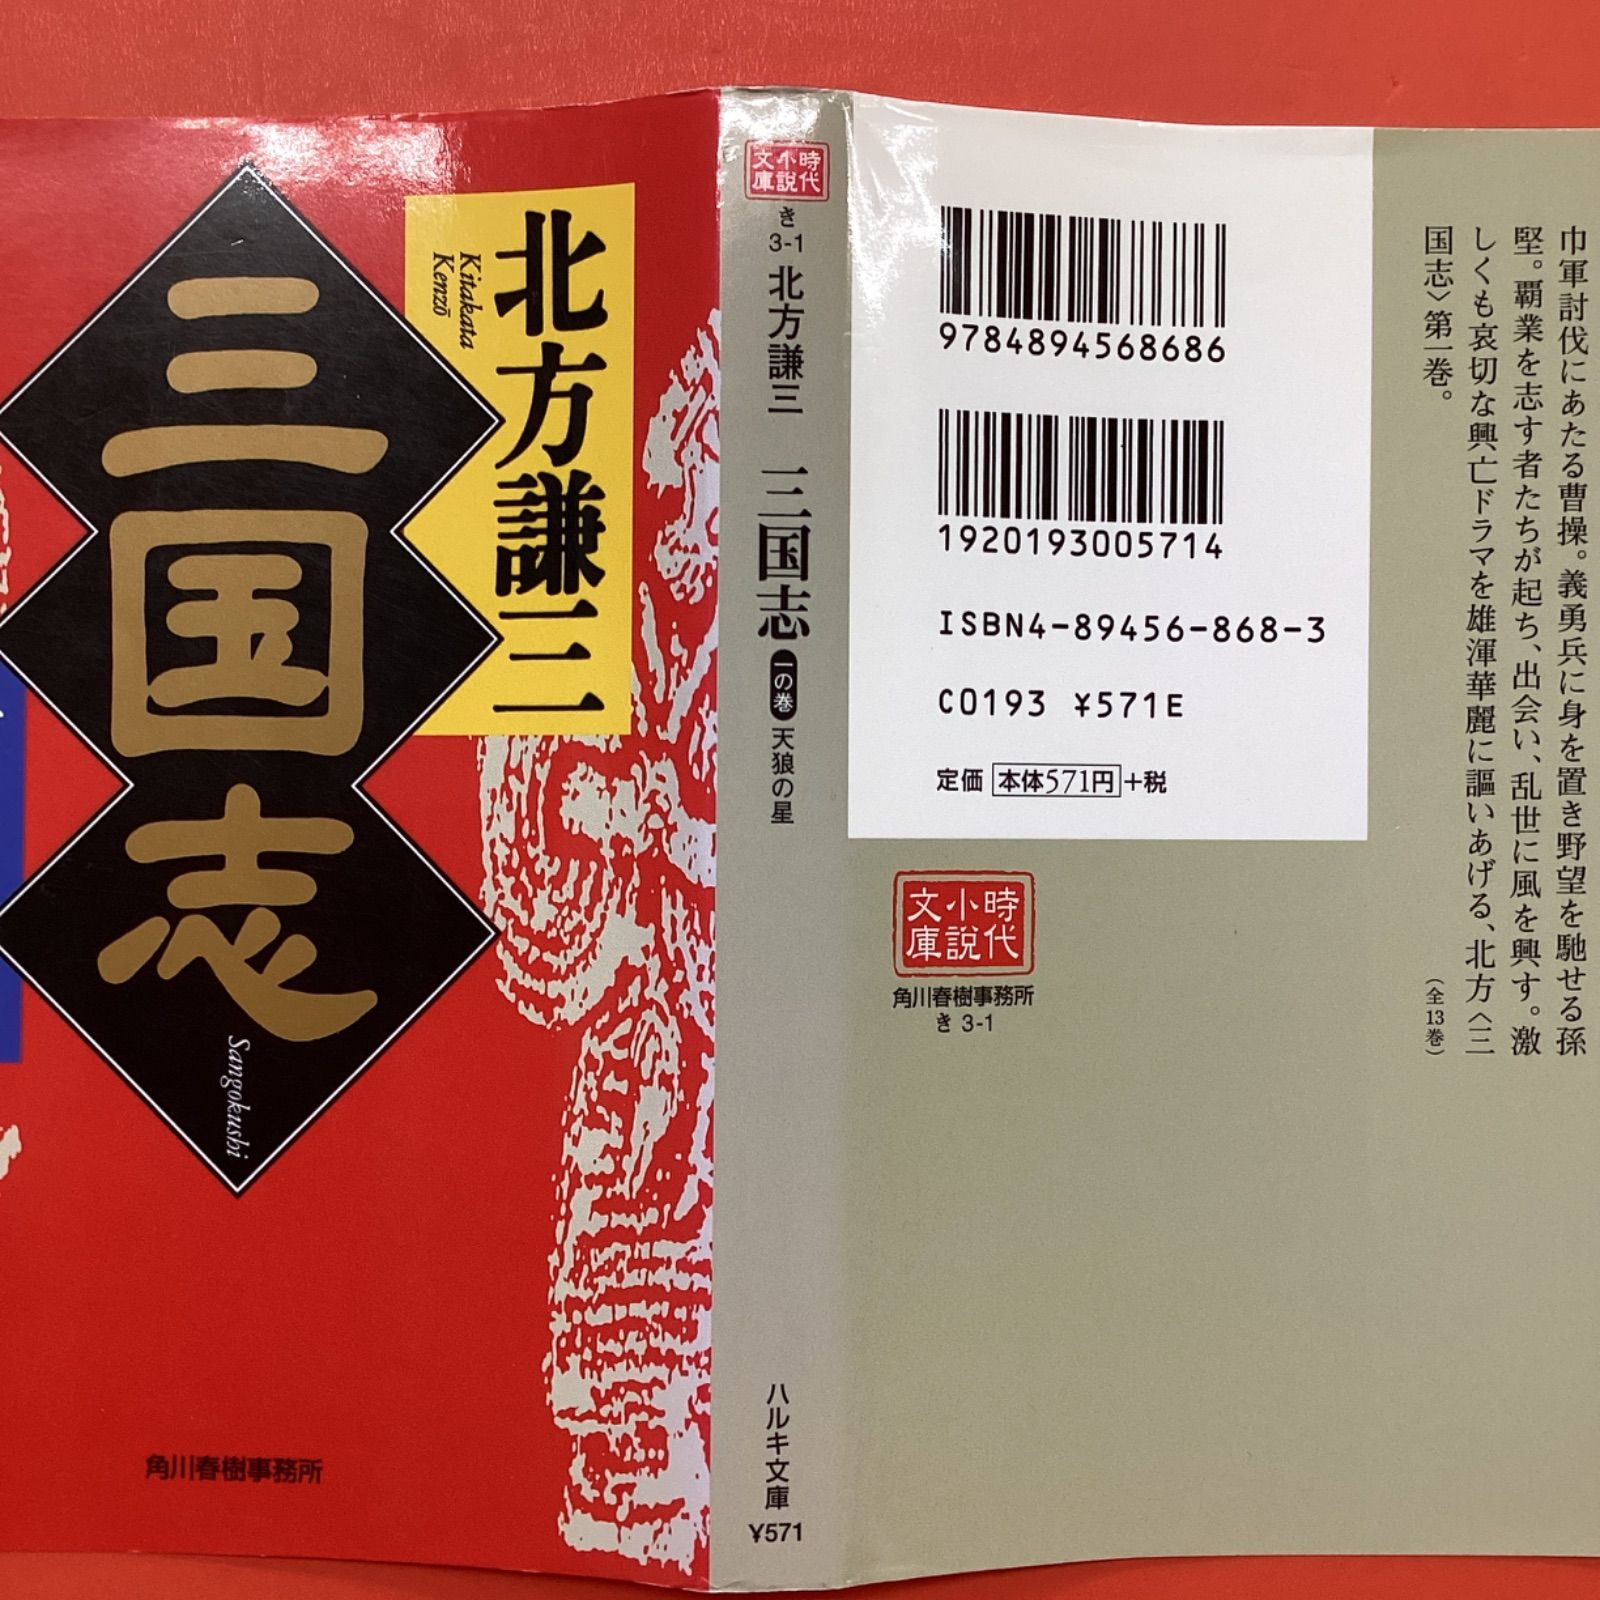 三国志
Sangokushi
北方謙三
Kitakata
Kenzō
角川春樹事務所
時代
小説
文庫
き
3-1
北方謙三
三国志
一の巻
天狼の星
ハルキ文庫
¥571
9784894568686
1920193005714
ISBN4-89456-868-3
C0193 ¥571E
定価 本体571円+税
時代
小説
文庫
角川春樹事務所
き 3-1
巾軍討伐にあたる曹操。義勇兵に身を置き野望を馳せる孫
堅。覇業を志す者たちが起ち、出会い、乱世に風を興す。激
しくも哀切な興亡ドラマを雄渾華麗に謳いあげる、北方〈三
国志〉第一巻。
（全13巻）